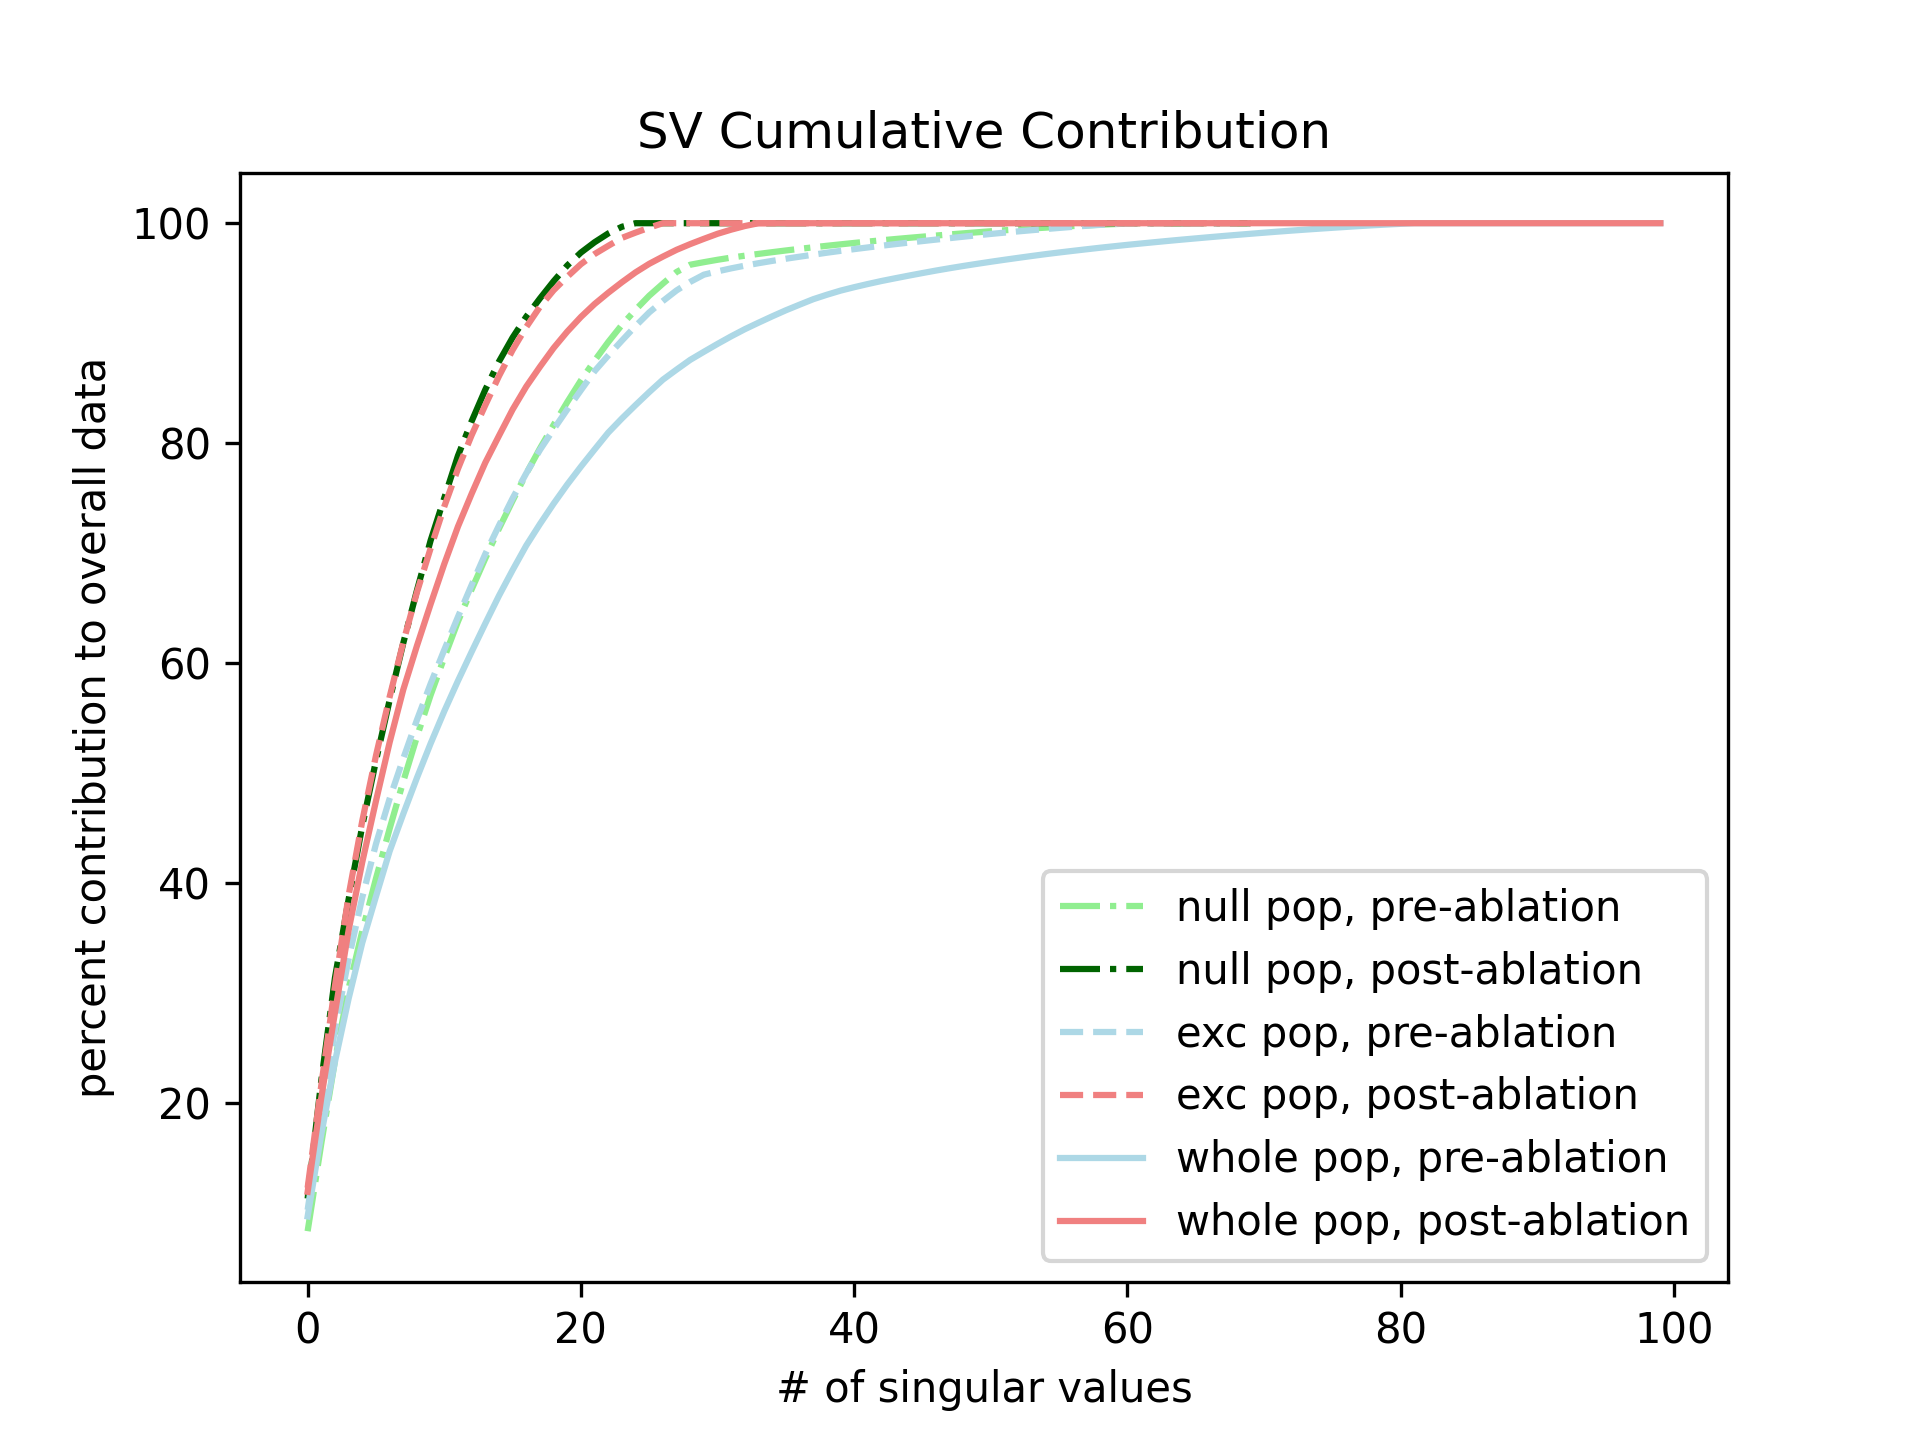 SV Cumulative Contribution
percent contribution to overall data
100
80
60
40
20
null pop, pre-ablation
null pop, post-ablation
exc pop, pre-ablation
exc pop, post-ablation
whole pop, pre-ablation
whole pop, post-ablation
0 20 40 60 80 100
# of singular values